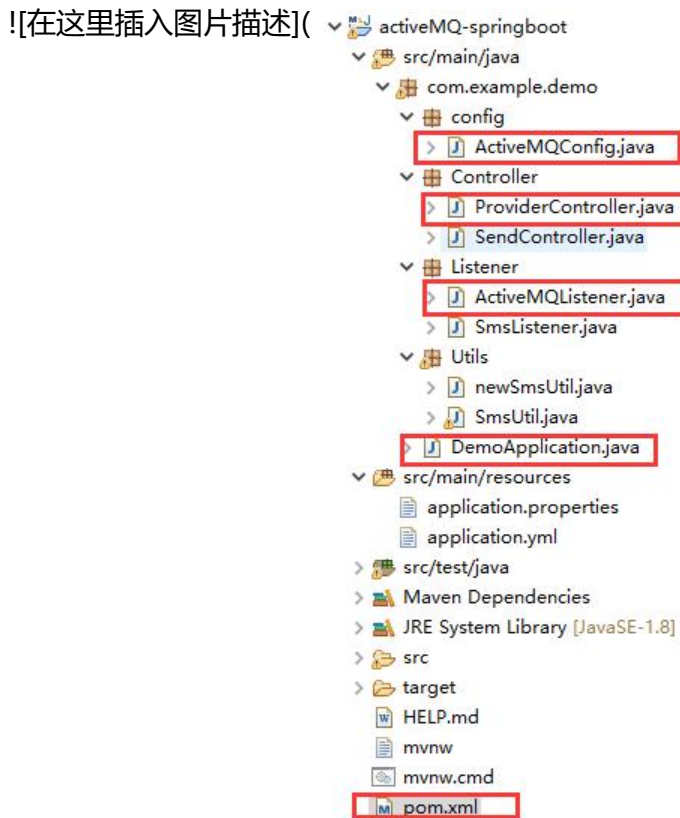 ![在这里插入图片描述](
activeMQ-springboot
src/main/java
com.example.demo
config
ActiveMQConfig.java
Controller
ProviderController.java
SendController.java
Listener
ActiveMQListener.java
SmsListener.java
Utils
newSmsUtil.java
SmsUtil.java
DemoApplication.java
src/main/resources
application.properties
application.yml
src/test/java
Maven Dependencies
JRE System Library [JavaSE-1.8]
src
target
HELP.md
mvnw
mvnw.cmd
pom.xml